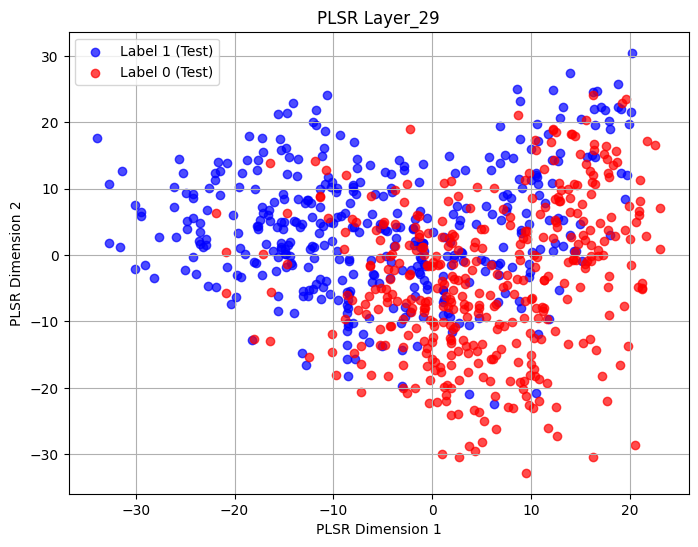 PLSR Layer_29
Label 1 (Test)
Label 0 (Test)
30
20
10
0
−10
−20
−30
PLSR Dimension 2
−30
−20
−10
0
10
20
PLSR Dimension 1